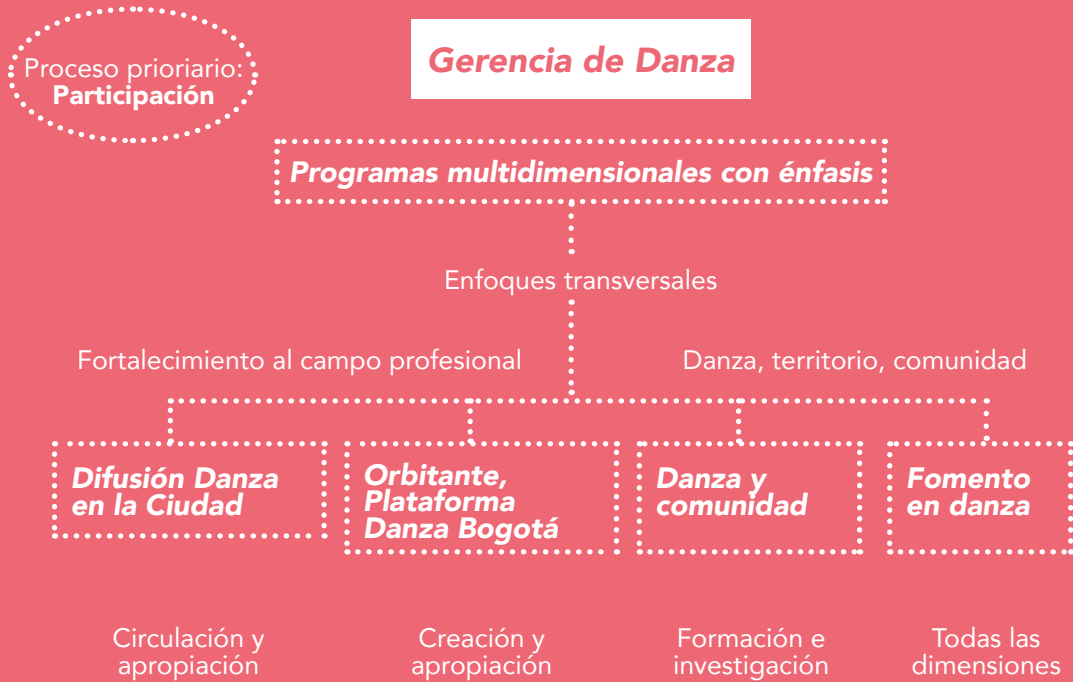 Proceso prioriario:
Participación
Gerencia de Danza
Programas multidimensionales con énfasis
Enfoques transversales
Fortalecimiento al campo profesional
Danza, territorio, comunidad
Difusión Danza
en la Ciudad
Orbitante,
Plataforma
Danza Bogotá
Danza y
comunidad
Fomento
en danza
Circulación y
apropiación
Creación y
apropiación
Formación e
investigación
Todas las
dimensiones